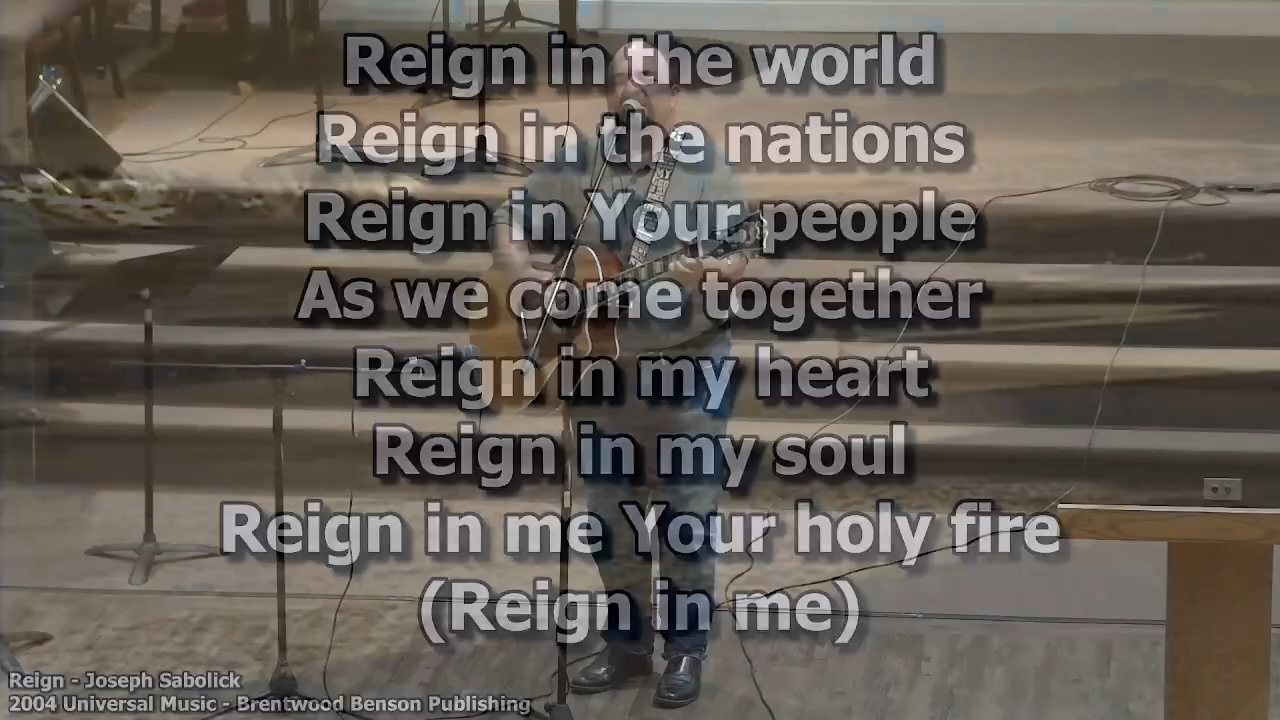 Reign in the world
Reign in the nations
Reign in Your people
As we come together
Reign in my heart
Reign in my soul
Reign in me Your holy fire
(Reign in me)
Reign - Joseph Sabolick
2004 Universal Music - Brentwood Benson Publishing